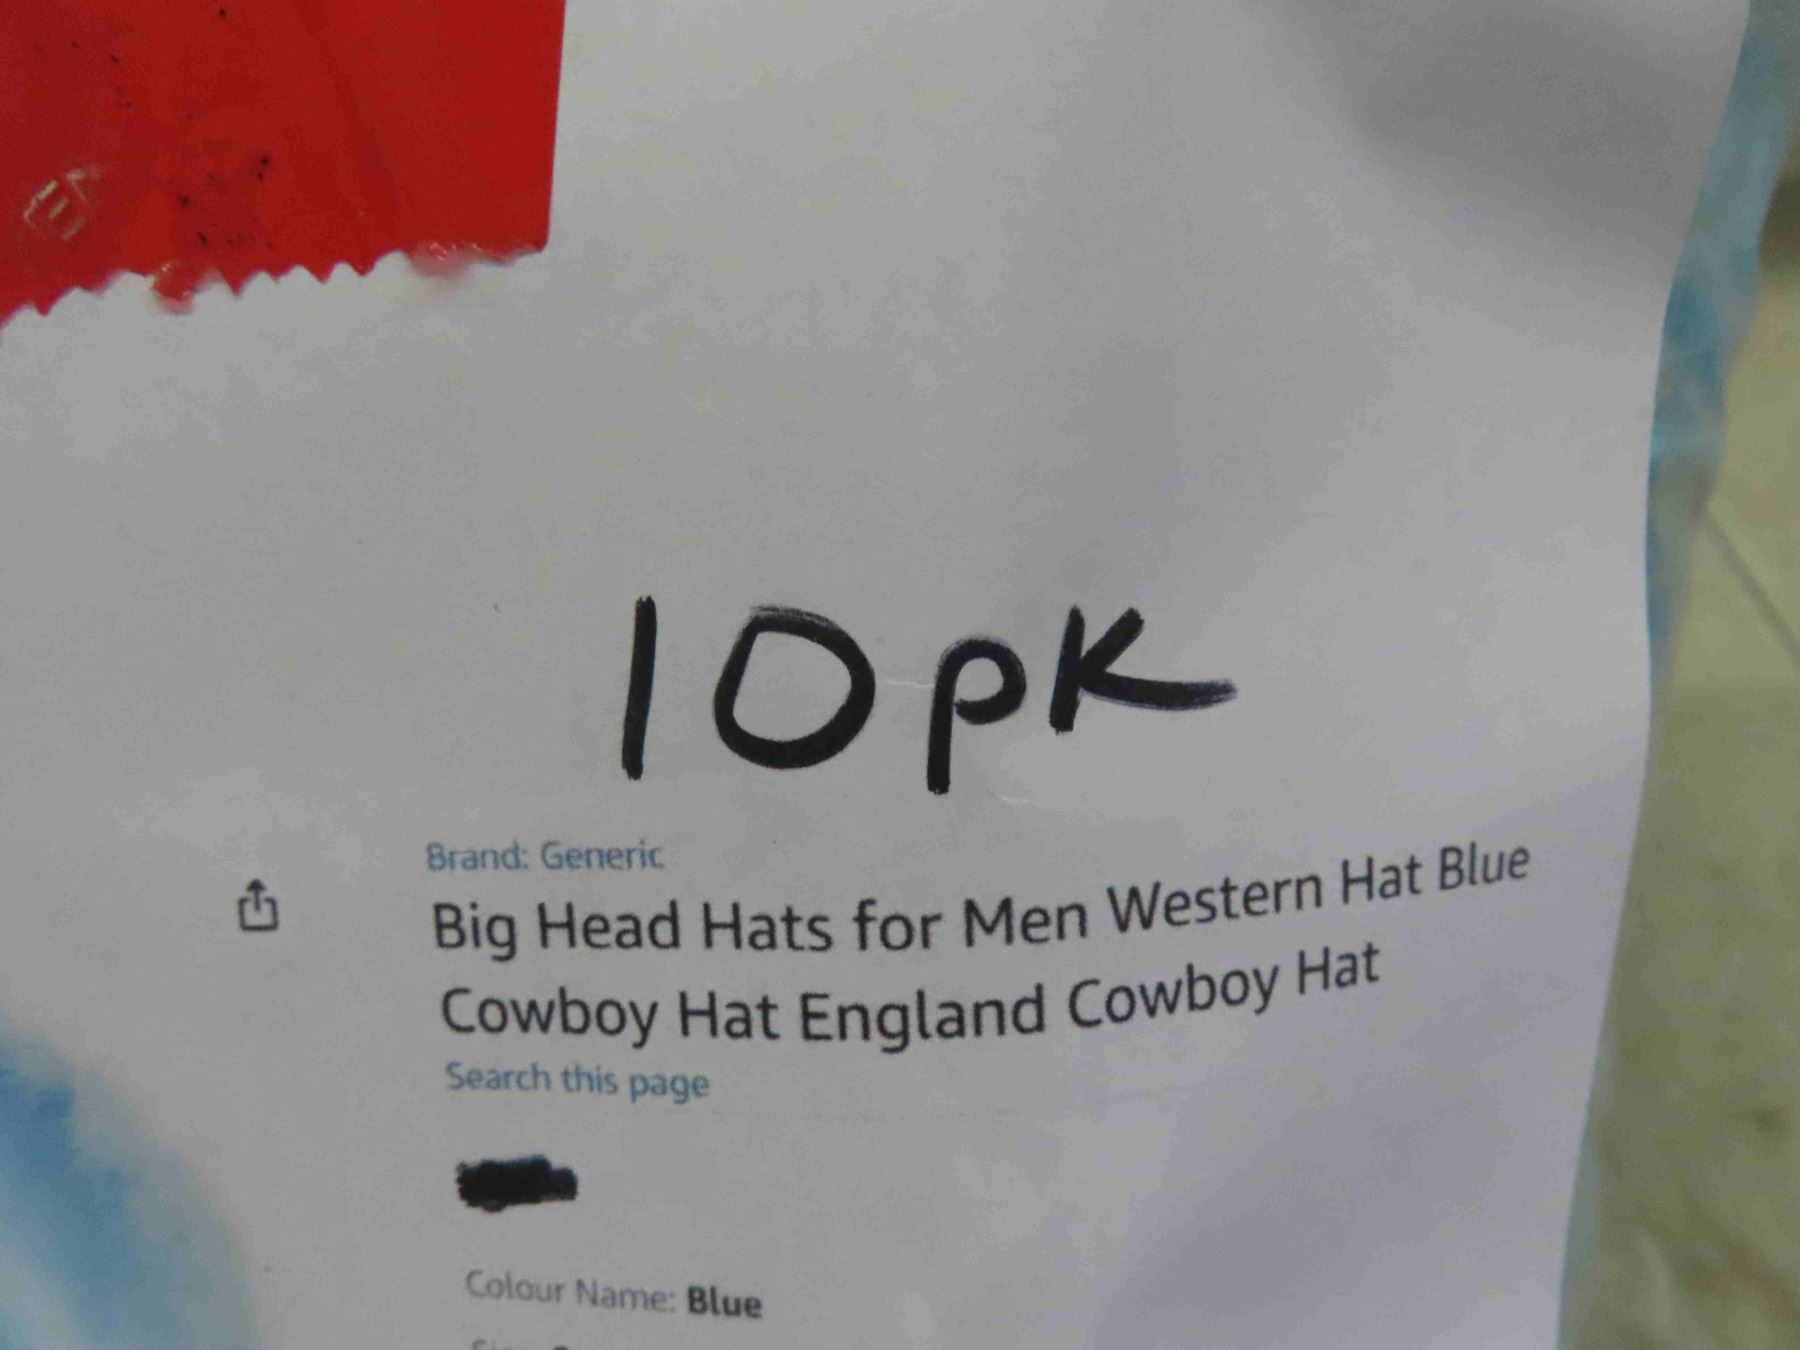 10pk
Brand: Generic
Big Head Hats for Men Western Hat Blue
Cowboy Hat England Cowboy Hat
Search this page
Colour Name: Blue